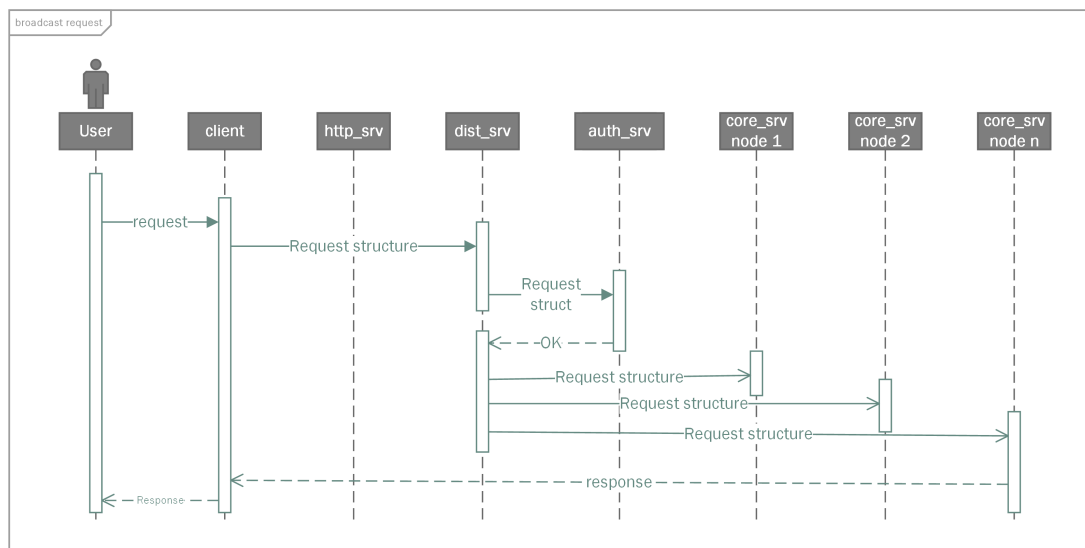 broadcast request
User
client
http_srv
dist_srv
auth_srv
core_srv
node 1
core_srv
node 2
core_srv
node n
request
Request structure
Request
struct
OK
Request structure
Request structure
Request structure
response
Response